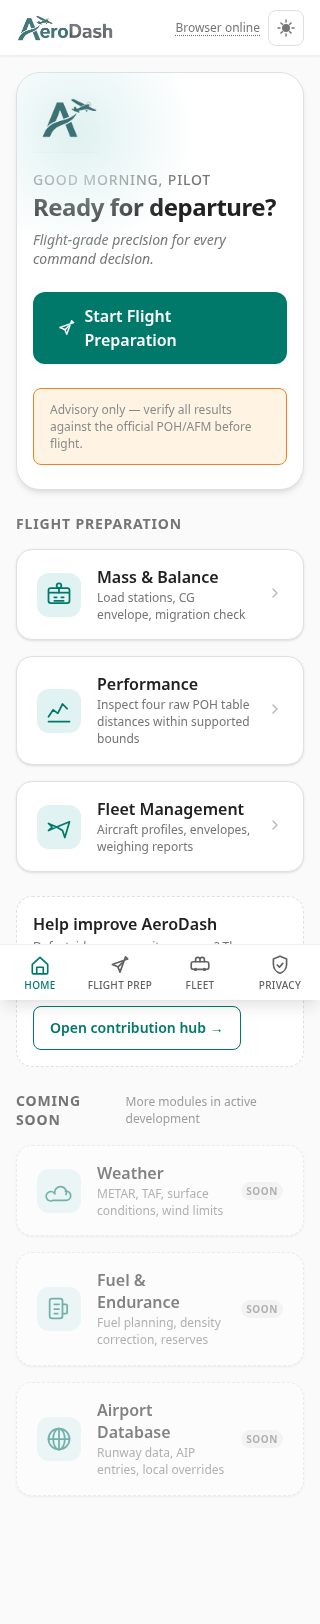 AeroDash
Browser online
GOOD MORNING, PILOT
Ready for departure?
Flight-grade precision for every
command decision.
Start Flight
Preparation
Advisory only — verify all results
against the official POH/AFM before
flight.
FLIGHT PREPARATION
Mass & Balance
Load stations, CG
envelope, migration check
Performance
Inspect four raw POH table
distances within supported
bounds
Fleet Management
Aircraft profiles, envelopes,
weighing reports
Help improve AeroDash
HOME
FLIGHT PREP
FLEET
PRIVACY
Open contribution hub →
COMING
SOON
More modules in active
development
Weather
METAR, TAF, surface
conditions, wind limits
SOON
Fuel &
Endurance
Fuel planning, density
correction, reserves
SOON
Airport
Database
Runway data, AIP
entries, local overrides
SOON